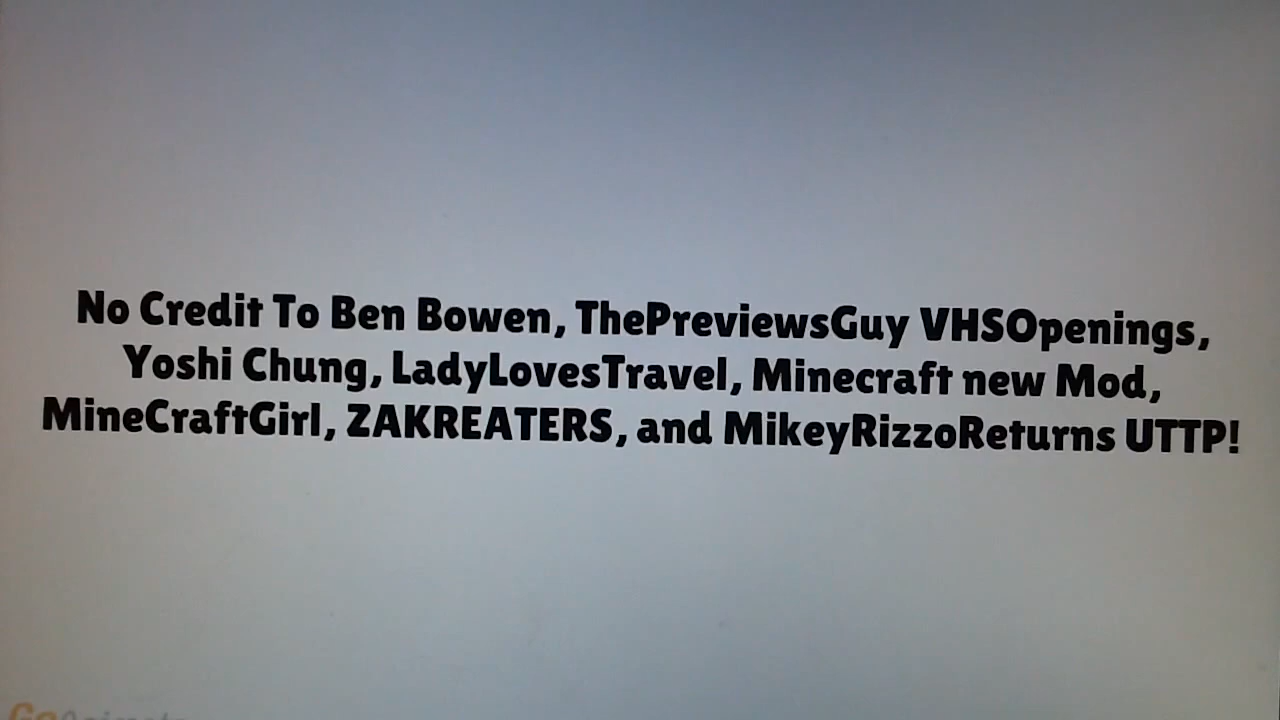 No Credit To Ben Bowen, ThePreviewsGuy VHSOpenings,
Yoshi Chung, LadyLovesTravel, Minecraft new Mod,
MineCraftGirl, ZAKREATERS, and MikeyRizzoReturns UTTP!